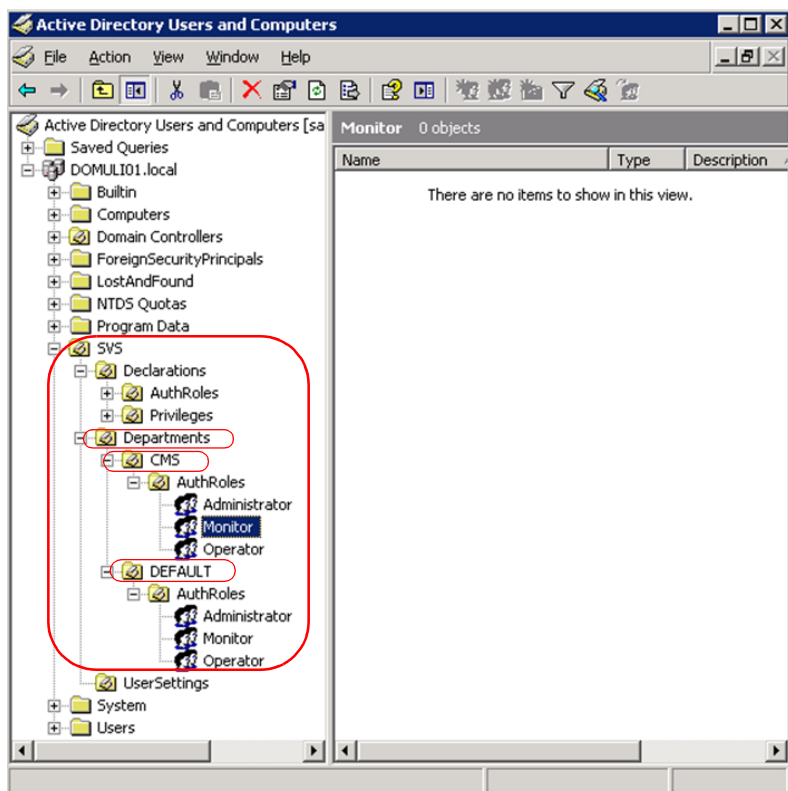 Active Directory Users and Computers
File Action View Window Help
Active Directory Users and Computers [sa
Saved Queries
DOMULI01.local
Builtin
Computers
Domain Controllers
ForeignSecurityPrincipals
LostAndFound
NTDS Quotas
Program Data
SVS
Declarations
AuthRoles
Privileges
Departments
CMS
AuthRoles
Administrator
Monitor
Operator
DEFAULT
AuthRoles
Administrator
Monitor
Operator
UserSettings
System
Users
Monitor 0 objects
Name Type Description
There are no items to show in this view.